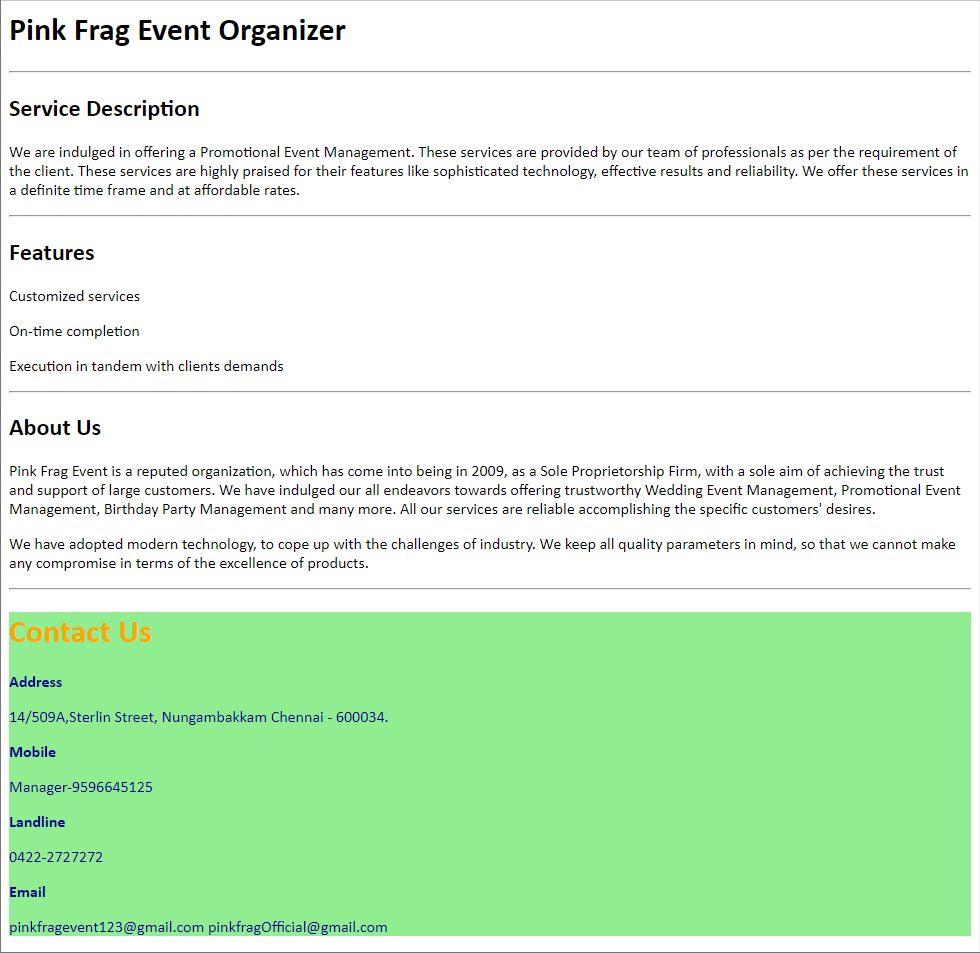 Pink Frag Event Organizer
Service Description
We are indulged in offering a Promotional Event Management. These services are provided by our team of professionals as per the requirement of
the client. These services are highly praised for their features like sophisticated technology, effective results and reliability. We offer these services in
a definite time frame and at affordable rates.
Features
Customized services
On-time completion
Execution in tandem with clients demands
About Us
Pink Frag Event is a reputed organization, which has come into being in 2009, as a Sole Proprietorship Firm, with a sole aim of achieving the trust
and support of large customers. We have indulged our all endeavors towards offering trustworthy Wedding Event Management, Promotional Event
Management, Birthday Party Management and many more. All our services are reliable accomplishing the specific customers' desires.
We have adopted modern technology, to cope up with the challenges of industry. We keep all quality parameters in mind, so that we cannot make
any compromise in terms of the excellence of products.
Contact Us
Address
14/509A,Sterlin Street, Nungambakkam Chennai - 600034.
Mobile
Manager-9596645125
Landline
0422-2727272
Email
pinkfragevent123@gmail.com pinkfragOfficial@gmail.com